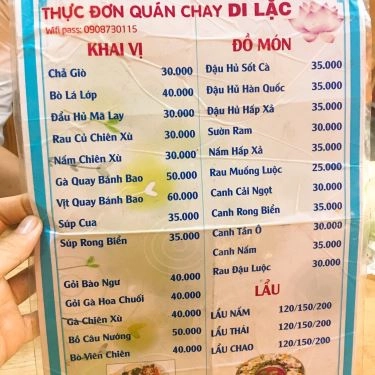 THỰC ĐƠN QUÁN CHAY DI LẶC
Wifi pass: 0908730115
KHAI VỊ
Chả Giò 30.000
Bò Lá Lốp 40.000
Đầu Hủ Mã Lay 30.000
Rau Củ Chiên Xù 30.000
Nấm Chiên Xù 30.000
Gà Quay Bánh Bao 50.000
Vịt Quay Bánh Bao 60.000
Súp Cua 35.000
Súp Rong Biển 35.000
Gỏi Bào Ngư 40.000
Gỏi Gà Hoa Chuối 40.000
Gà Chiên Xù 40.000
Bồ Câu Nướng 50.000
Bò Viên Chiên 40.000
ĐỒ MÓN
Đậu Hủ Sốt Cà 35.000
Đậu Hủ Hàn Quốc 35.000
Đậu Hủ Hấp Xả 35.000
Sườn Ram 30.000
Nấm Hấp Xả 35.000
Rau Muống Luộc 25.000
Canh Cải Ngọt 30.000
Canh Rong Biển 35.000
Canh Tần Ô 30.000
Canh Nấm 35.000
Rau Đậu Luộc 30.000
LẨU
LẨU NẤM 120/150/200
LẨU THÁI 120/150/200
LẨU CHAO 120/150/200